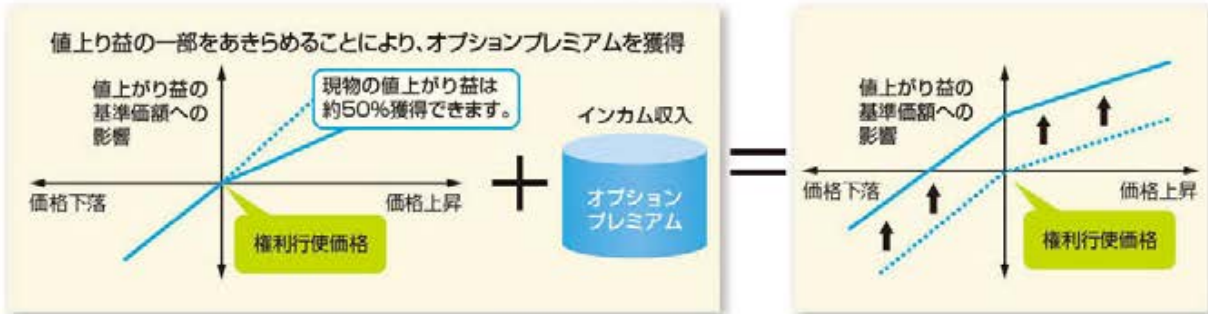 値上り益の一部をあきらめることにより、オプションプレミアムを獲得
値上がり益の
基準価額への
影響
現物の値上がり益は
約50%獲得できます。
価格下落
価格上昇
権利行使価格
+
インカム収入
オプション
プレミアム
=
値上がり益の
基準価額への
影響
価格下落
価格上昇
権利行使価格